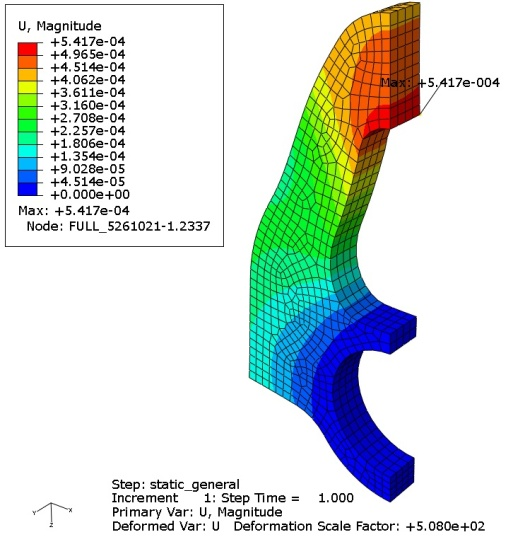 U, Magnitude
+5.417e-04
+4.965e-04
+4.514e-04
+4.062e-04
+3.611e-04
+3.160e-04
+2.708e-04
+2.257e-04
+1.806e-04
+1.354e-04
+9.028e-05
+4.514e-05
+0.000e+00
Max: +5.417e-04
Node: FULL_5261021-1.2337
Max: +5.417e-004
Step: static_general
Increment 1: Step Time = 1.000
Primary Var: U, Magnitude
Deformed Var: U Deformation Scale Factor: +5.080e+02
Y
X
Z